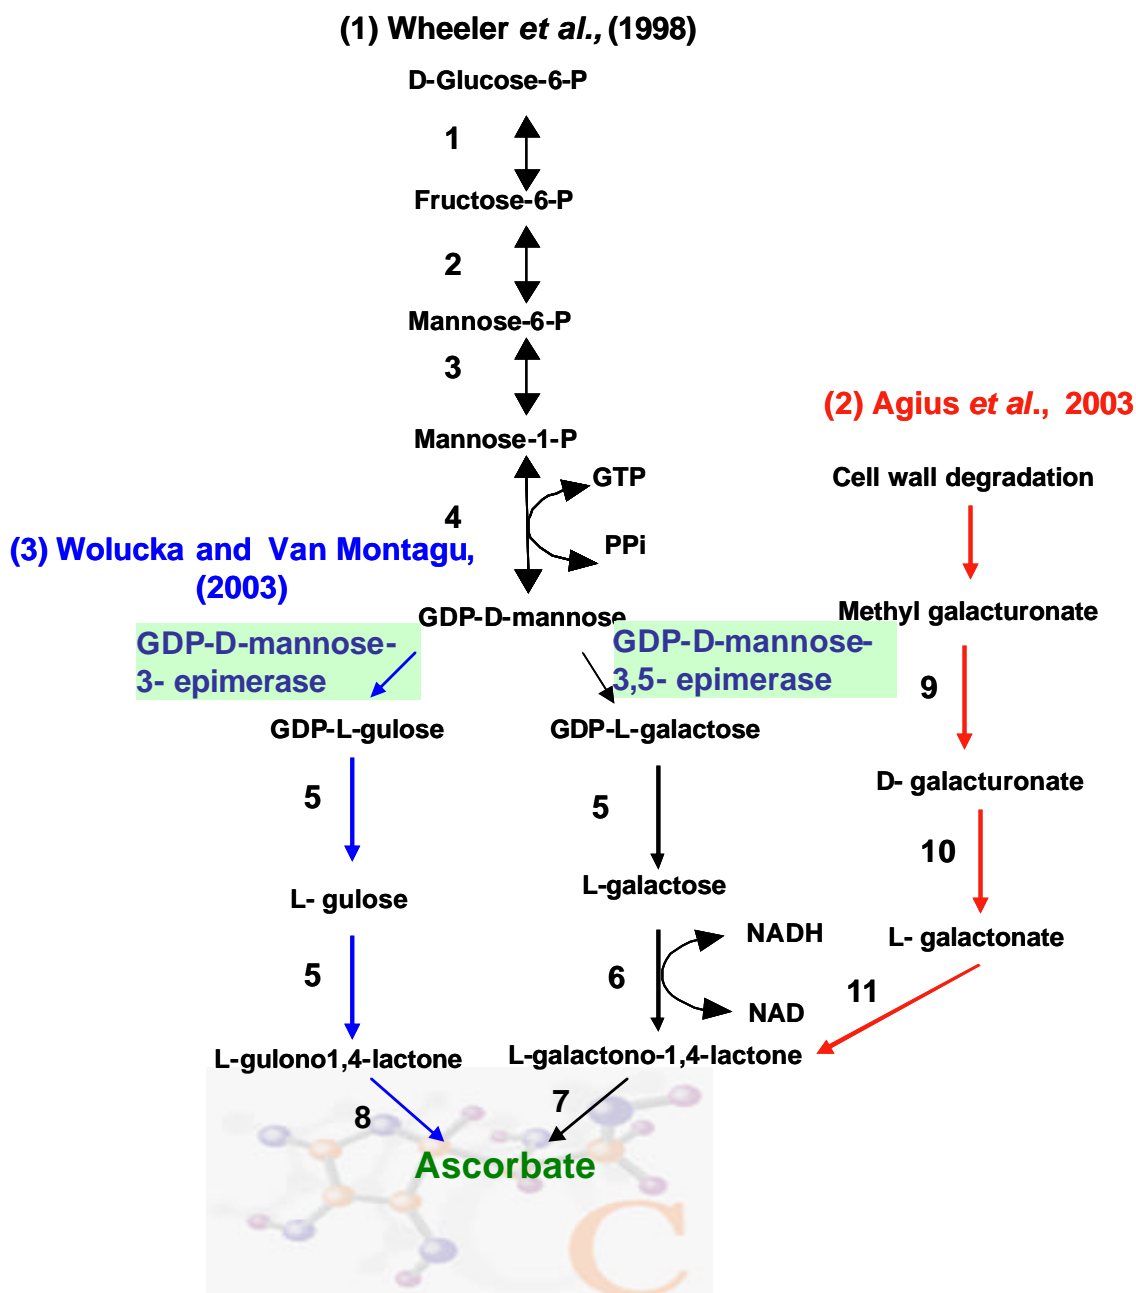 (1) Wheeler et al., (1998)
D-Glucose-6-P
1
Fructose-6-P
2
Mannose-6-P
3
Mannose-1-P
GTP
4
PPi
(3) Wolucka and Van Montagu,
(2003)
GDP-D-mannose
GDP-D-mannose-
3- epimerase
GDP-D-mannose-
3,5- epimerase
GDP-L-gulose
GDP-L-galactose
5
5
L- gulose
L-galactose
5
6
NADH
NAD
L-gulono1,4-lactone
L-galactono-1,4-lactone
8
7
Ascorbate
C
(2) Agius et al., 2003
Cell wall degradation
Methyl galacturonate
9
D- galacturonate
10
L- galactonate
11